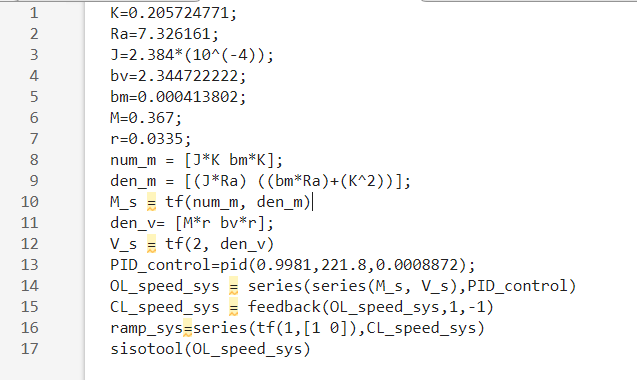 1 K=0.205724771;
2 Ra=7.326161;
3 J=2.384*(10^(-4));
4 bv=2.344722222;
5 bm=0.000413802;
6 M=0.367;
7 r=0.0335;
8 num_m = [J*K bm*K];
9 den_m = [(J*Ra) ((bm*Ra)+(K^2))];
10 M_s = tf(num_m, den_m)
11 den_v= [M*r bv*r];
12 V_s = tf(2, den_v)
13 PID_control=pid(0.9981,221.8,0.0008872);
14 OL_speed_sys = series(series(M_s, V_s),PID_control)
15 CL_speed_sys = feedback(OL_speed_sys,1,-1)
16 ramp_sys=series(tf(1,[1 0]),CL_speed_sys)
17 sisotool(OL_speed_sys)